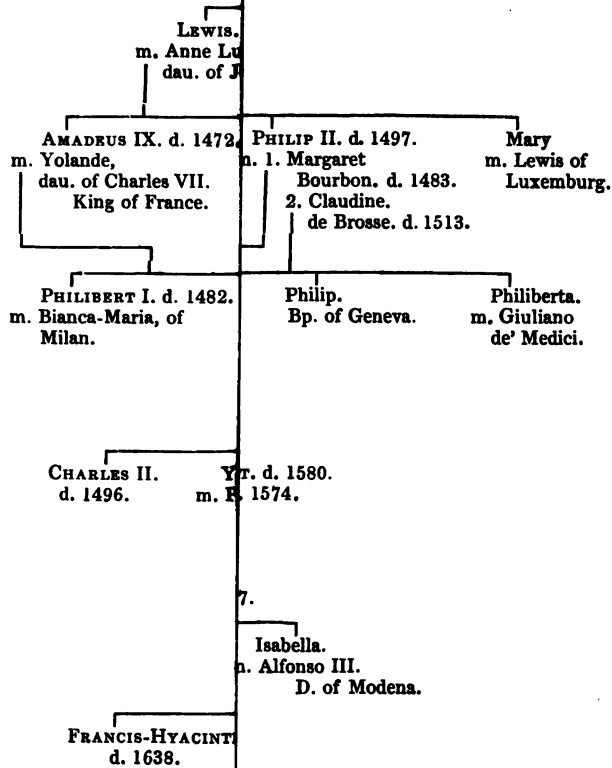 LEWIS.
m. Anne
dau. of
AMADEUS IX. d. 1472
m. Yolande,
dau. of Charles VII.
King of France.
PHILIP II. d. 1497.
1. Margaret
Bourbon. d. 1483.
2. Claudine.
de Brosse. d. 1513.
Mary
m. Lewis of
Luxemburg.
PHILIBERT I. d. 1482.
m. Bianca-Maria, of
Milan.
Philip.
Bp. of Geneva.
Philiberta.
m. Giuliano
de' Medici.
CHARLES II.
d. 1496.
d. 1580.
m. 1574.
7.
Isabella.
Alfonso III.
D. of Modena.
FRANCIS-HYACINT
d. 1638.